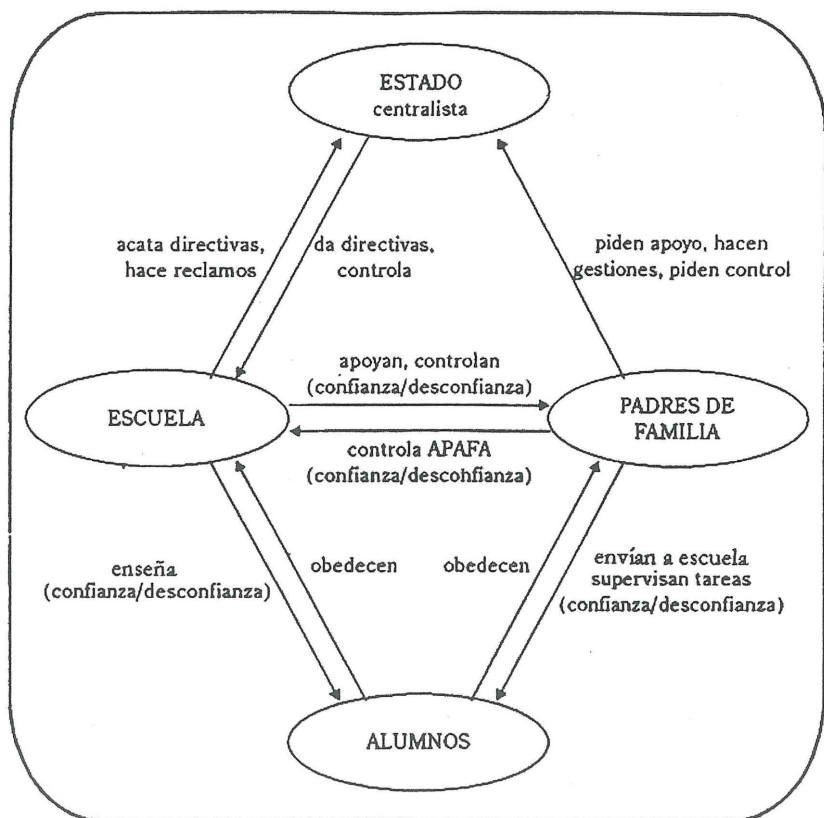 ESTADO
centralista
acata directivas,
hace reclamos
da directivas,
controla
piden apoyo, hacen
gestiones, piden control
apoyan, controlan
(confianza/desconfianza)
ESCUELA
PADRES DE
FAMILIA
controla APAFA
(confianza/descohfianza)
enseña
(confianza/desconfianza)
obedecen
obedecen
envían a escuela
supervisan tareas
(confianza/desconfianza)
ALUMNOS